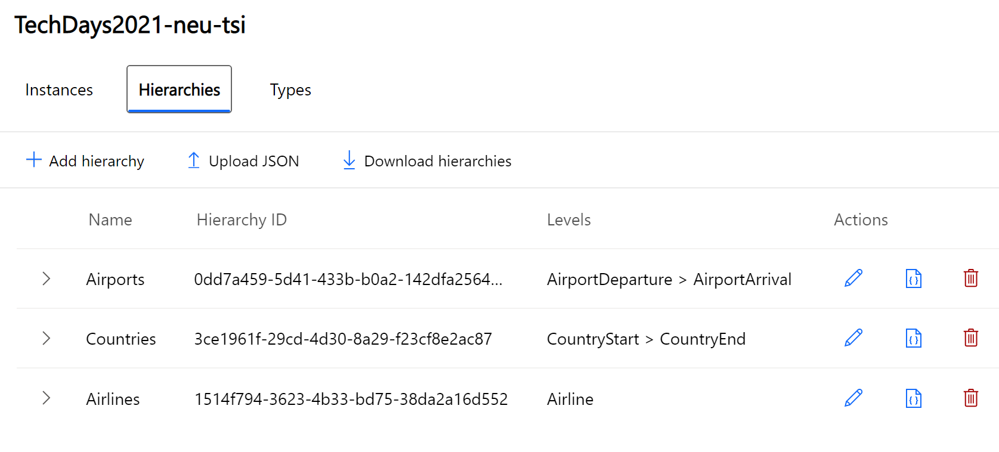 TechDays2021-neu-tsi
Instances Hierarchies Types
Add hierarchy Upload JSON Download hierarchies
Name Hierarchy ID Levels Actions
Airports 0dd7a459-5d41-433b-b0a2-142dfa2564... AirportDeparture > AirportArrival
Countries 3ce1961f-29cd-4d30-8a29-f23cf8e2ac87 CountryStart > CountryEnd
Airlines 1514f794-3623-4b33-bd75-38da2a16d552 Airline